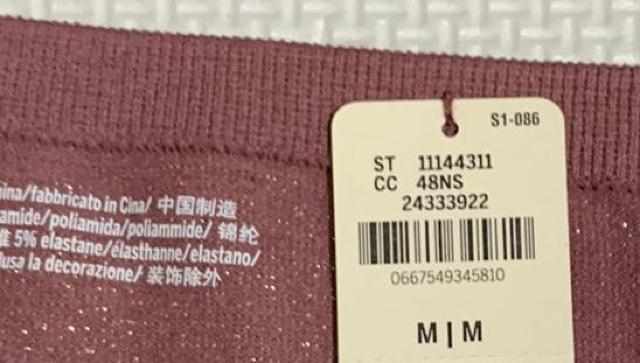 ina/fabbricato in Cina/ 中国制造
amide/poliamida/poliammide/ 锦纶
5% elastane/élasthanne/elastano/
usa la decorazione/ 装饰除外
S1-086
ST 11144311
CC 48NS
24333922
0667549345810
M | M